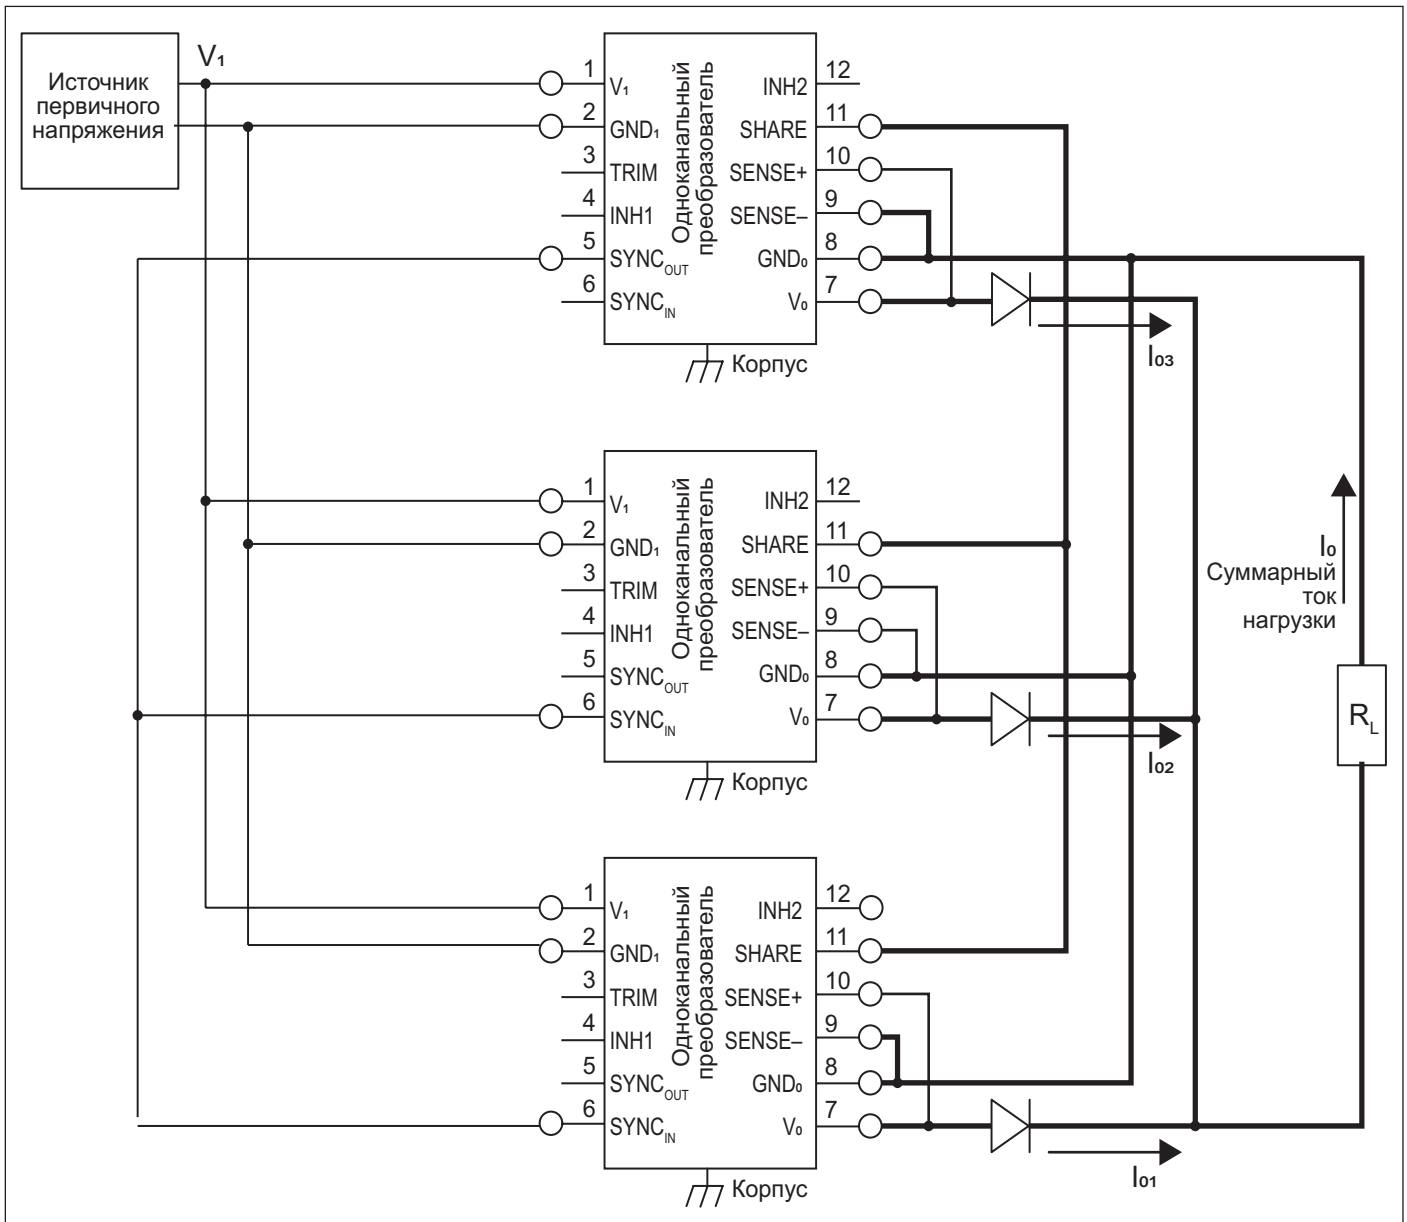 Источник
первичного
напряжения
V₁
1
V₁
2
GND₁
3
TRIM
4
INH1
5
SYNC_OUT
6
SYNC_IN
Одноканальный
преобразователь
12
INH2
11
SHARE
10
SENSE+
9
SENSE–
8
GND₀
7
V₀
Корпус
I₀₃
1
V₁
2
GND₁
3
TRIM
4
INH1
5
SYNC_OUT
6
SYNC_IN
Одноканальный
преобразователь
12
INH2
11
SHARE
10
SENSE+
9
SENSE–
8
GND₀
7
V₀
Корпус
I₀₂
I₀
Суммарный
ток
нагрузки
R_L
1
V₁
2
GND₁
3
TRIM
4
INH1
5
SYNC_OUT
6
SYNC_IN
Одноканальный
преобразователь
12
INH2
11
SHARE
10
SENSE+
9
SENSE–
8
GND₀
7
V₀
Корпус
I₀₁